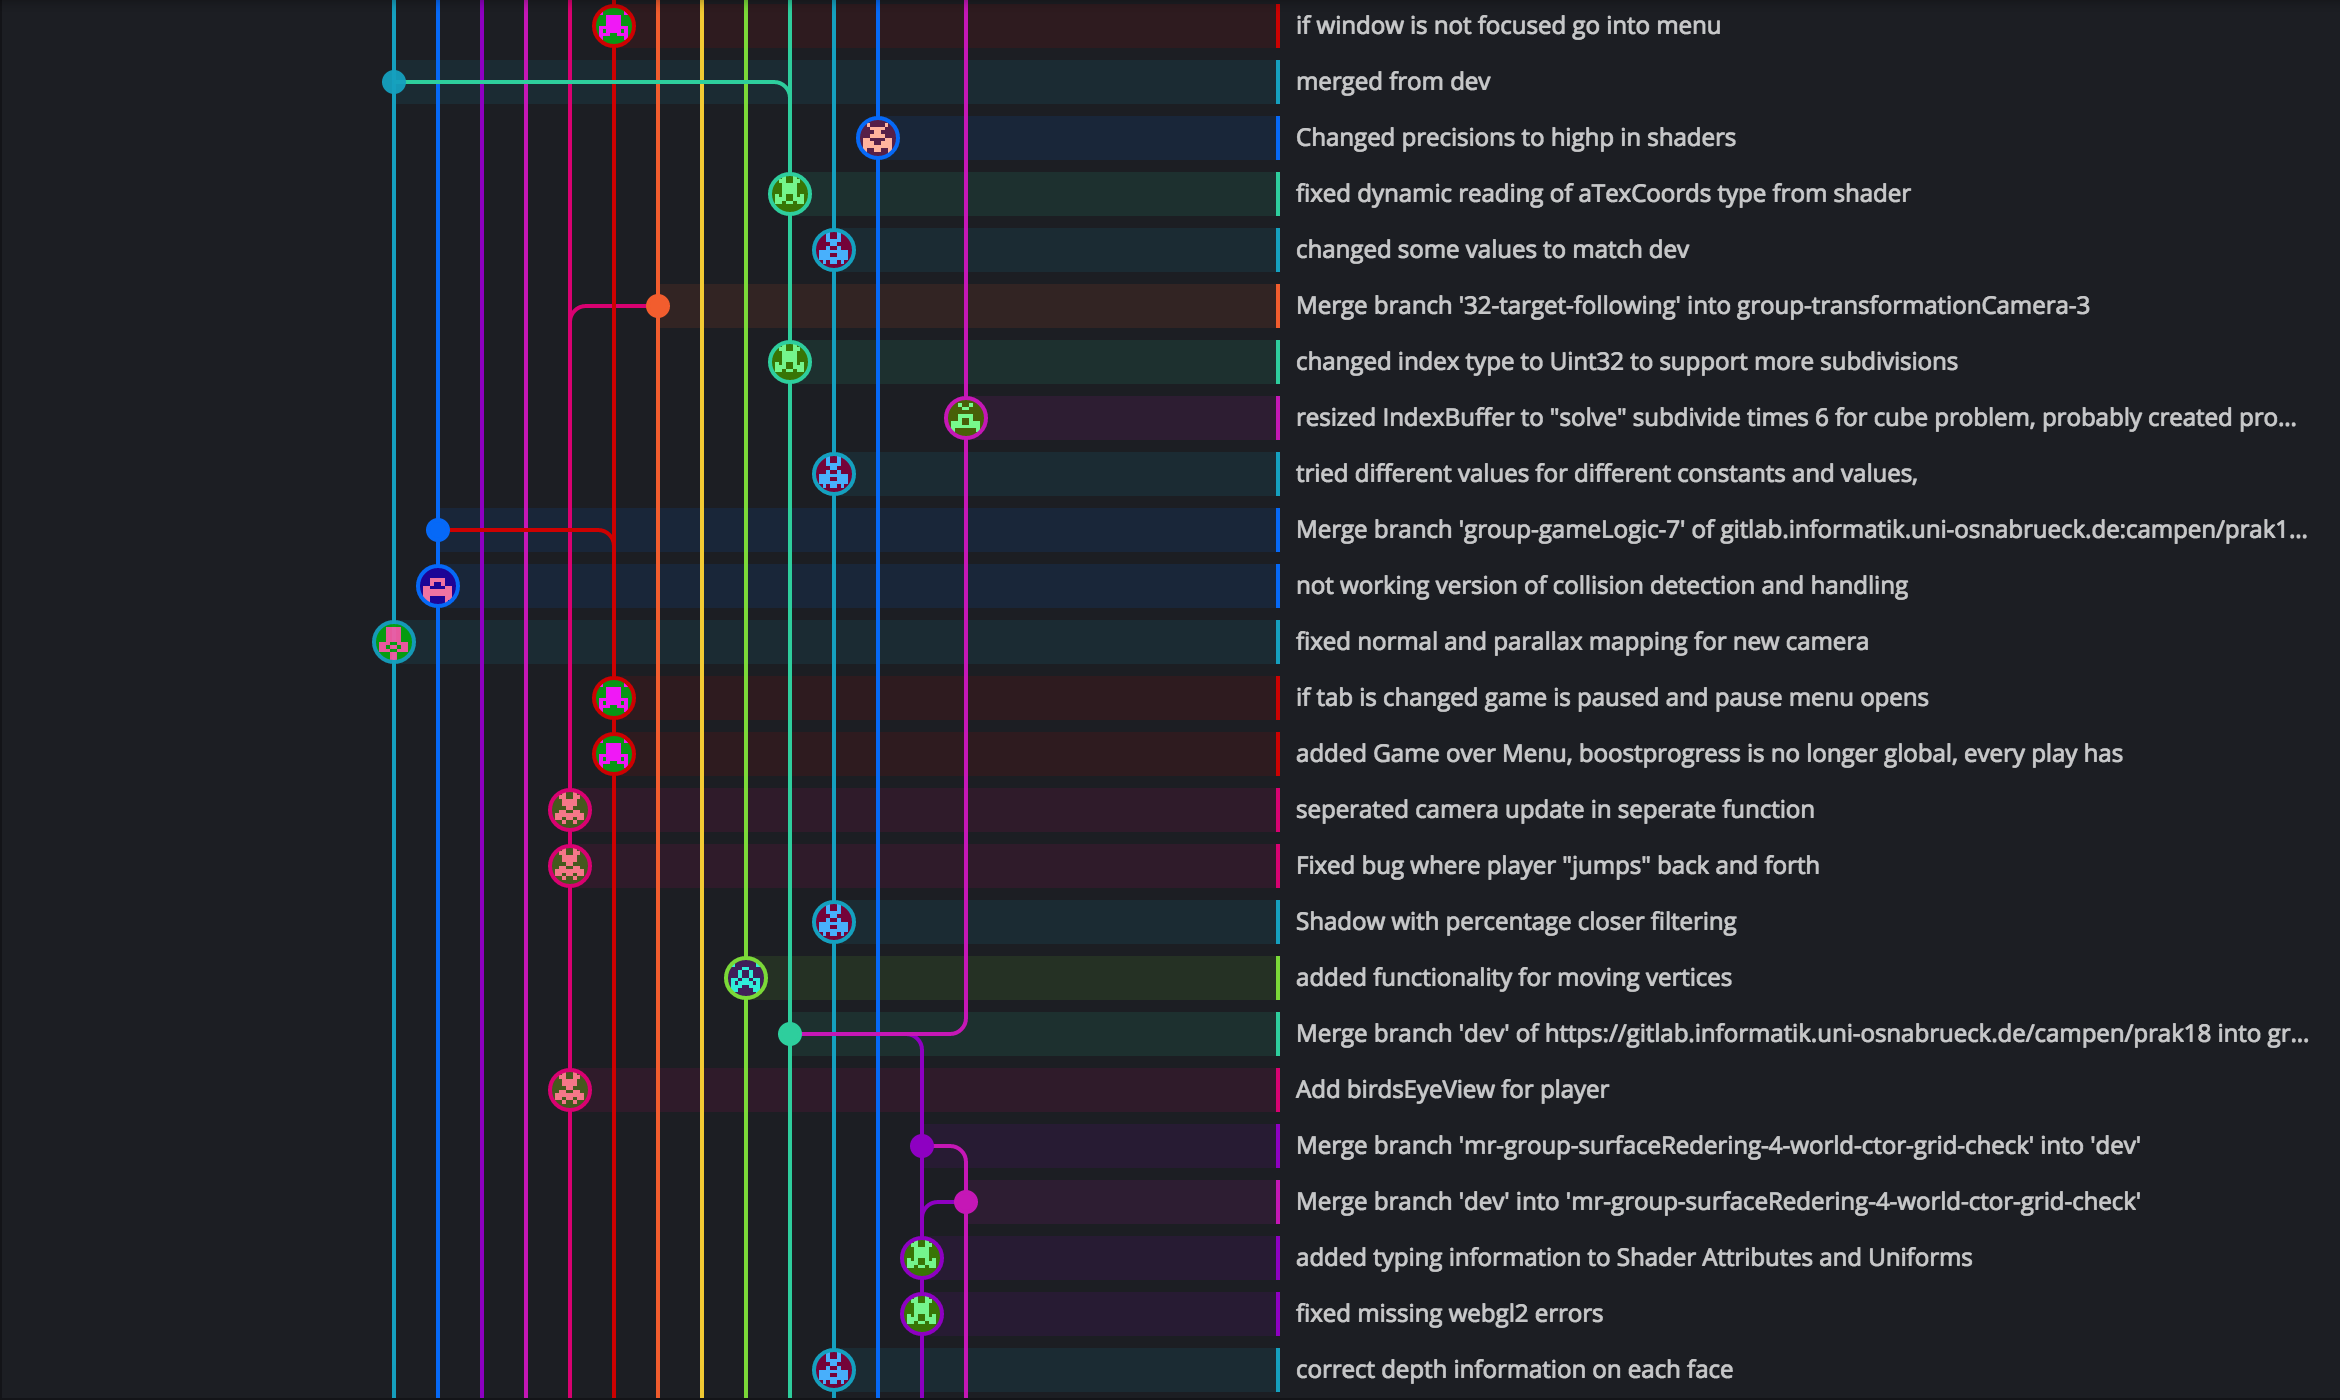 if window is not focused go into menu
merged from dev
Changed precisions to highp in shaders
fixed dynamic reading of aTexCoords type from shader
changed some values to match dev
Merge branch '32-target-following' into group-transformationCamera-3
changed index type to Uint32 to support more subdivisions
resized IndexBuffer to "solve" subdivide times 6 for cube problem, probably created pro...
tried different values for different constants and values,
Merge branch 'group-gameLogic-7' of gitlab.informatik.uni-osnabrueck.de:campen/prak1...
not working version of collision detection and handling
fixed normal and parallax mapping for new camera
if tab is changed game is paused and pause menu opens
added Game over Menu, boostprogress is no longer global, every play has
seperated camera update in seperate function
Fixed bug where player "jumps" back and forth
Shadow with percentage closer filtering
added functionality for moving vertices
Merge branch 'dev' of https://gitlab.informatik.uni-osnabrueck.de/campen/prak18 into gr...
Add birdsEyeView for player
Merge branch 'mr-group-surfaceRedering-4-world-ctor-grid-check' into 'dev'
Merge branch 'dev' into 'mr-group-surfaceRedering-4-world-ctor-grid-check'
added typing information to Shader Attributes and Uniforms
fixed missing webgl2 errors
correct depth information on each face